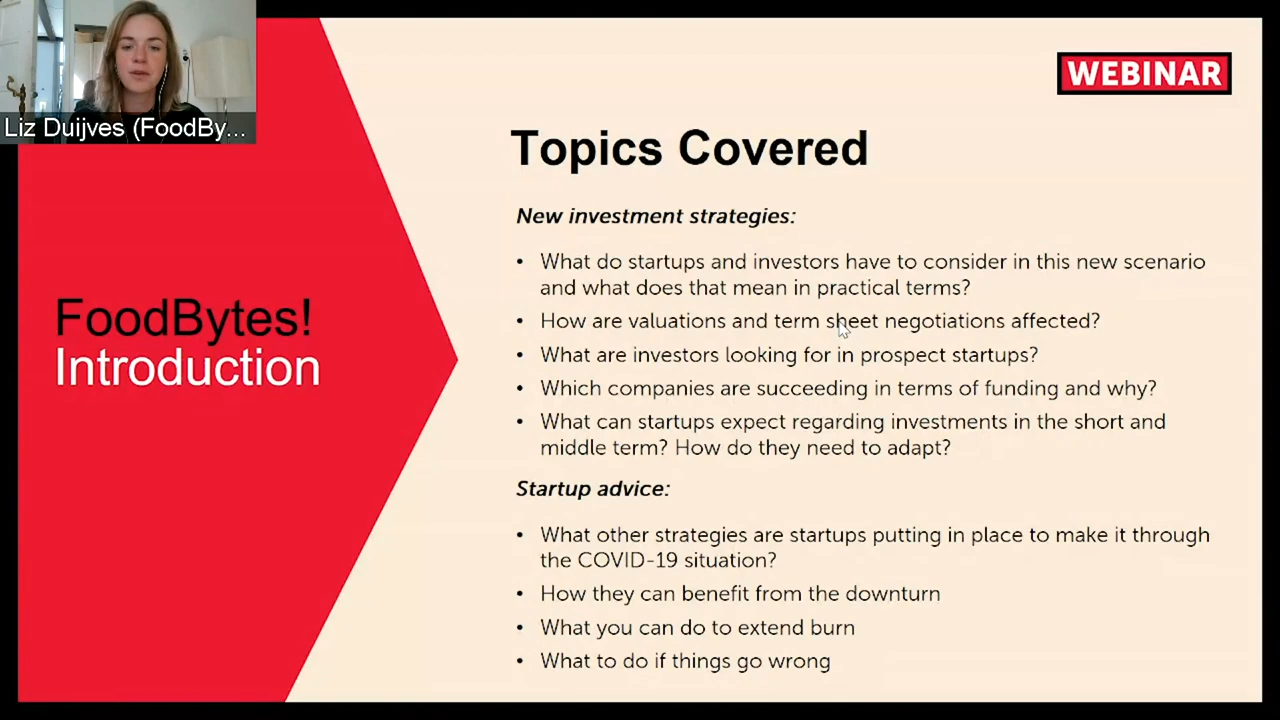 Liz Duijves (FoodBy...
WEBINAR
FoodBytes!
Introduction
Topics Covered
New investment strategies:
• What do startups and investors have to consider in this new scenario
and what does that mean in practical terms?
• How are valuations and term sheet negotiations affected?
• What are investors looking for in prospect startups?
• Which companies are succeeding in terms of funding and why?
• What can startups expect regarding investments in the short and
middle term? How do they need to adapt?
Startup advice:
• What other strategies are startups putting in place to make it through
the COVID-19 situation?
• How they can benefit from the downturn
• What you can do to extend burn
• What to do if things go wrong